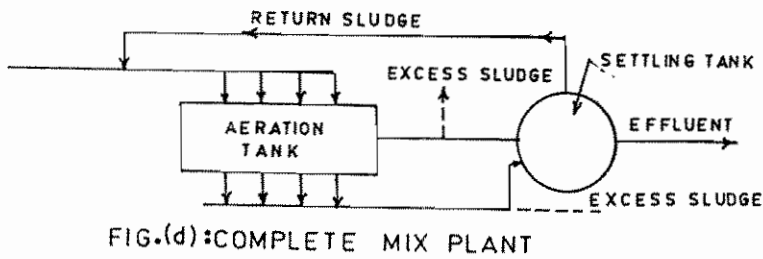 RETURN SLUDGE
EXCESS SLUDGE
SETTLING TANK
AERATION
TANK
EFFLUENT
EXCESS SLUDGE
FIG.(d):COMPLETE MIX PLANT